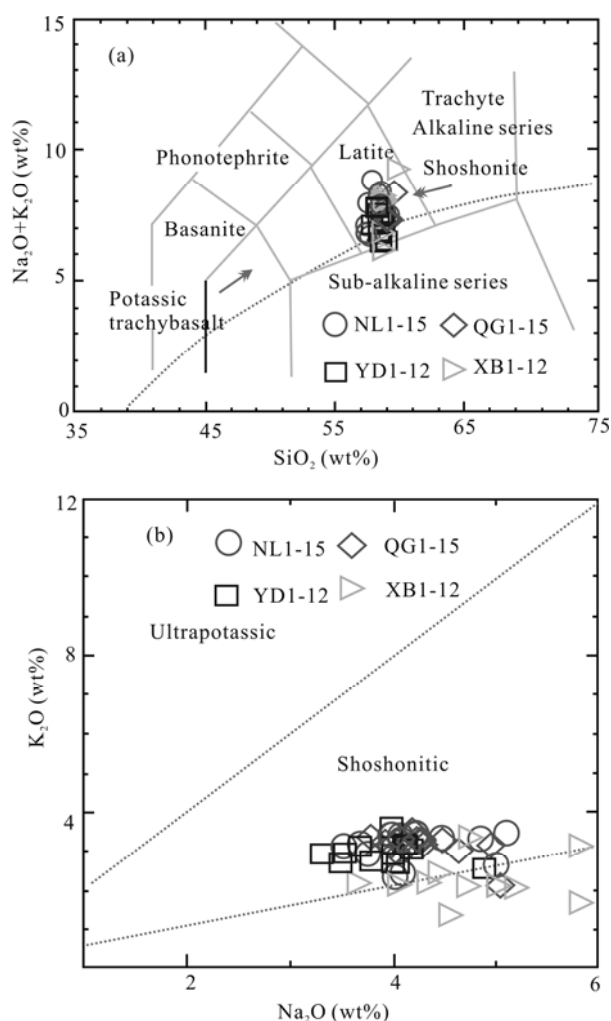 15
(a)
Trachyte
Alkaline series
10
Phonotephrite
Latite
Shoshonite
Basanite
5
Sub-alkaline series
Potassic
trachybasalt
NL1-15
QG1-15
YD1-12
XB1-12
0
35
45
55
65
75
SiO₂ (wt%)
Na₂O+K₂O (wt%)
12
(b)
NL1-15
QG1-15
YD1-12
XB1-12
Ultrapotassic
8
K₂O (wt%)
Shoshonitic
4
2
4
6
Na₂O (wt%)